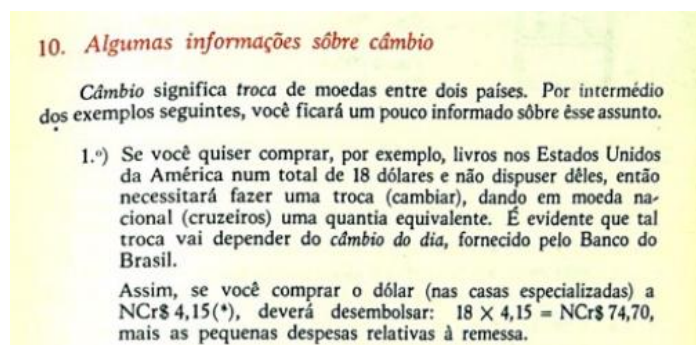 10. Algumas informações sôbre câmbio
Câmbio significa troca de moedas entre dois países. Por intermédio
dos exemplos seguintes, você ficará um pouco informado sôbre êsse assunto.
1.º) Se você quiser comprar, por exemplo, livros nos Estados Unidos
da América num total de 18 dólares e não dispuser dêles, então
necessitará fazer uma troca (cambiar), dando em moeda na-
cional (cruzeiros) uma quantia equivalente. É evidente que tal
troca vai depender do câmbio do dia, fornecido pelo Banco do
Brasil.
Assim, se você comprar o dólar (nas casas especializadas) a
NCr$ 4,15(*), deverá desembolsar: 18 × 4,15 = NCr$ 74,70,
mais as pequenas despesas relativas à remessa.